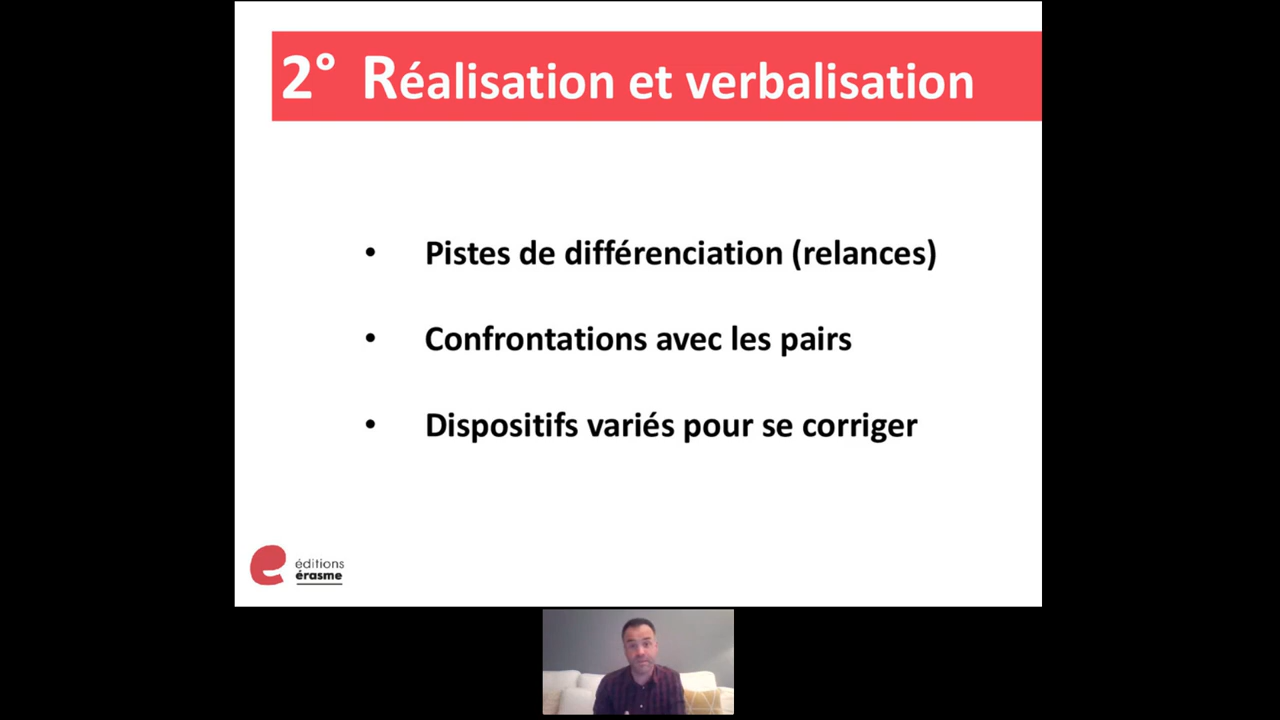 2° Réalisation et verbalisation
• Pistes de différenciation (relances)
• Confrontations avec les pairs
• Dispositifs variés pour se corriger
éditions
érasme